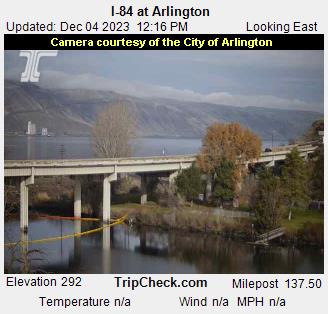 I-84 at Arlington
Updated: Dec 04 2023 12:16 PM Looking East
Camera courtesy of the City of Arlington
Elevation 292 TripCheck.com Milepost 137.50
Temperature n/a Wind n/a MPH n/a